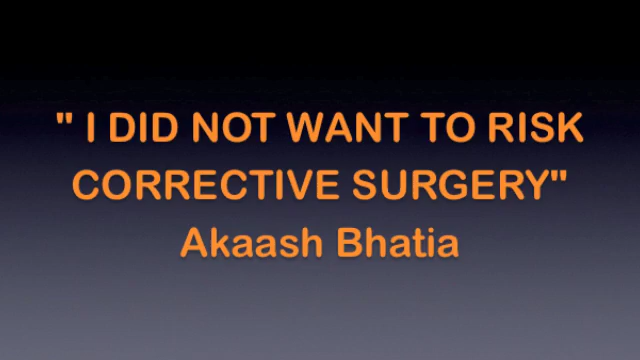 " I DID NOT WANT TO RISK
CORRECTIVE SURGERY"
Akaash Bhatia